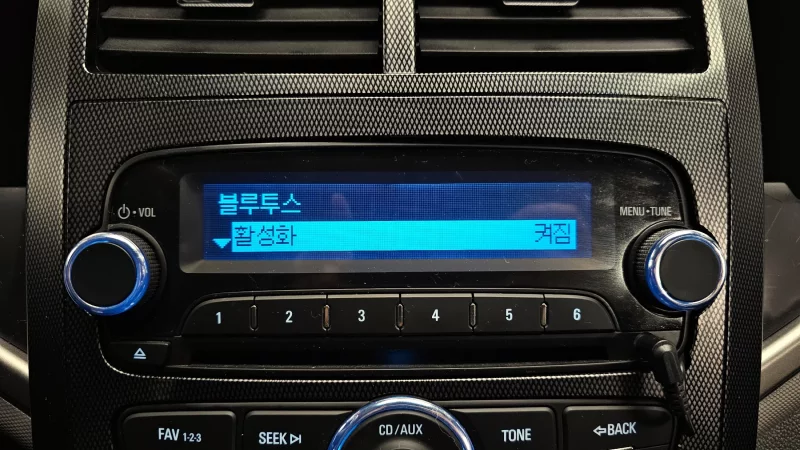 VOL
MENU • TUNE
블루투스
활성화 켜짐
1 2 3 4 5 6
FAV 1-2-3
SEEK
CD/AUX
TONE
BACK